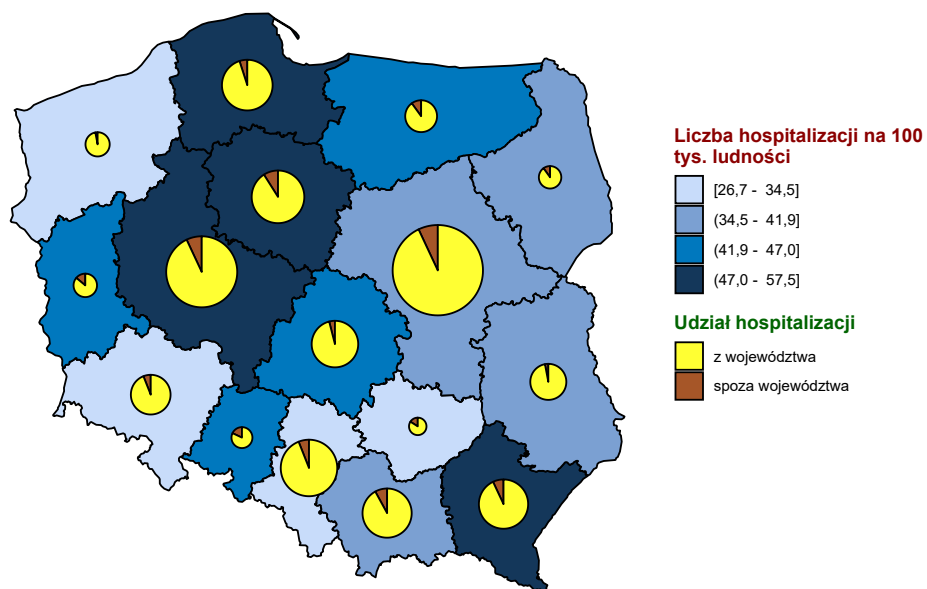 Liczba hospitalizacji na 100
tys. ludności
[26,7 - 34,5]
(34,5 - 41,9]
(41,9 - 47,0]
(47,0 - 57,5]
Udział hospitalizacji
z województwa
spoza województwa